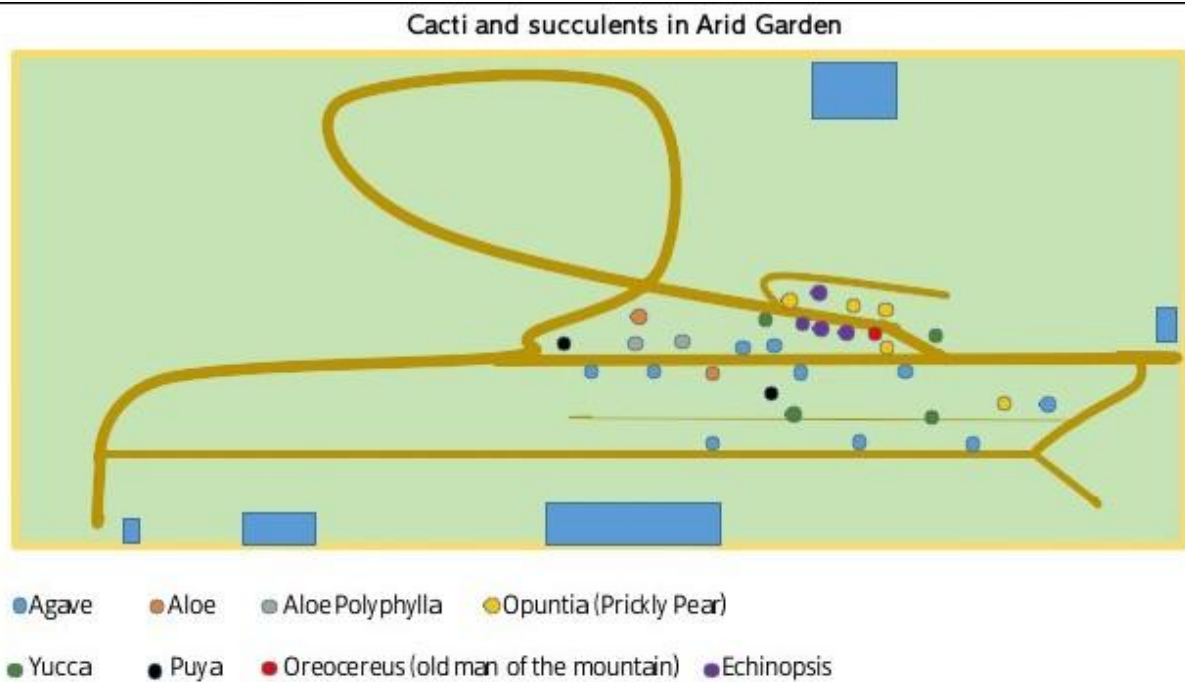 Cacti and succulents in Arid Garden
Agave Aloe Aloe Polyphylla Opuntia (Prickly Pear)
Yucca Puya Oreocereus (old man of the mountain) Echinopsis